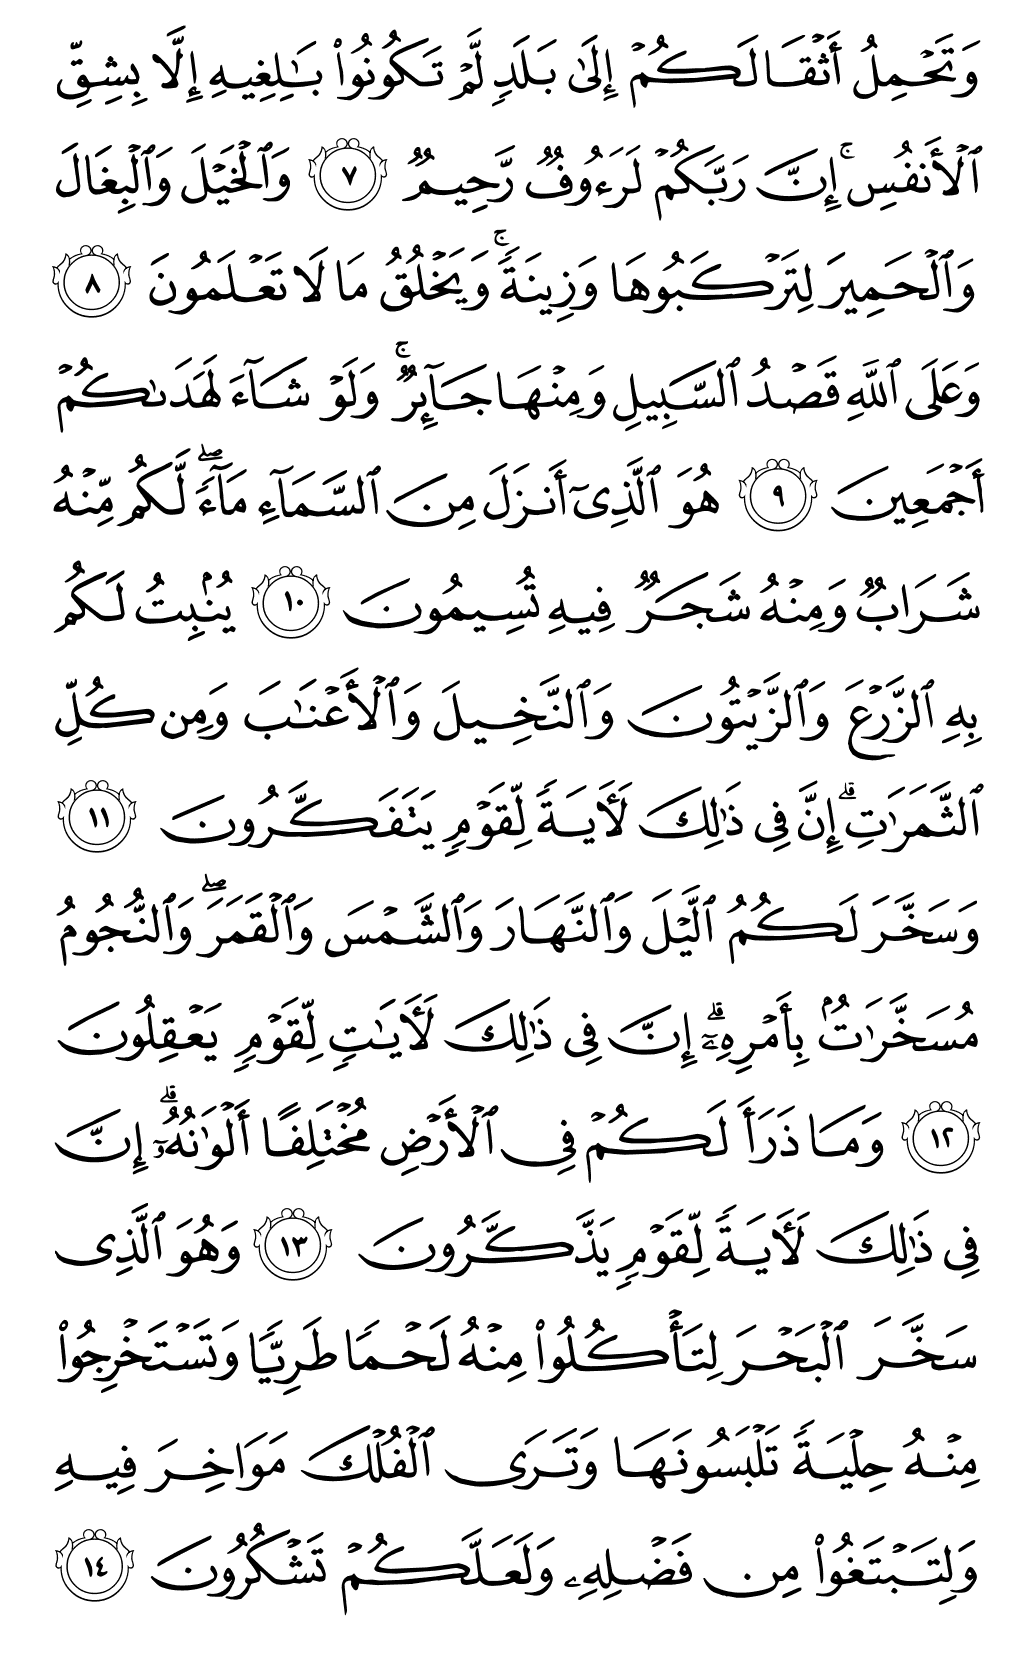 وَتَحْمِلُ أَثْقَالَكُمْ إِلَىٰ بَلَدٍ لَّمْ تَكُونُوا۟ بَـٰلِغِيهِ إِلَّا بِشِقِّ
ٱلْأَنفُسِ ۚ إِنَّ رَبَّكُمْ لَرَءُوفٌ رَّحِيمٌ ٧ وَٱلْخَيْلَ وَٱلْبِغَالَ
وَٱلْحَمِيرَ لِتَرْكَبُوهَا وَزِينَةً ۚ وَيَخْلُقُ مَا لَا تَعْلَمُونَ ٨
وَعَلَى ٱللَّهِ قَصْدُ ٱلسَّبِيلِ وَمِنْهَا جَآئِرٌ ۚ وَلَوْ شَآءَ لَهَدَىٰكُمْ
أَجْمَعِينَ ٩ هُوَ ٱلَّذِىٓ أَنزَلَ مِنَ ٱلسَّمَآءِ مَآءً ۖ لَّكُم مِّنْهُ
شَرَابٌ وَمِنْهُ شَجَرٌ فِيهِ تُسِيمُونَ ١٠ يُنۢبِتُ لَكُم
بِهِ ٱلزَّرْعَ وَٱلزَّيْتُونَ وَٱلنَّخِيلَ وَٱلْأَعْنَـٰبَ وَمِن كُلِّ
ٱلثَّمَرَٰتِ ۗ إِنَّ فِى ذَٰلِكَ لَـَٔايَةً لِّقَوْمٍ يَتَفَكَّرُونَ ١١
وَسَخَّرَ لَكُمُ ٱلَّيْلَ وَٱلنَّهَارَ وَٱلشَّمْسَ وَٱلْقَمَرَ ۖ وَٱلنُّجُومُ
مُسَخَّرَٰتٌۢ بِأَمْرِهِۦٓ ۗ إِنَّ فِى ذَٰلِكَ لَـَٔايَـٰتٍ لِّقَوْمٍ يَعْقِلُونَ
١٢ وَمَا ذَرَأَ لَكُمْ فِى ٱلْأَرْضِ مُخْتَلِفًا أَلْوَٰنُهُۥٓ ۗ إِنَّ
فِى ذَٰلِكَ لَـَٔايَةً لِّقَوْمٍ يَذَّكَّرُونَ ١٣ وَهُوَ ٱلَّذِى
سَخَّرَ ٱلْبَحْرَ لِتَأْكُلُوا۟ مِنْهُ لَحْمًا طَرِيًّا وَتَسْتَخْرِجُوا۟
مِنْهُ حِلْيَةً تَلْبَسُونَهَا وَتَرَى ٱلْفُلْكَ مَوَاخِرَ فِيهِ
وَلِتَبْتَغُوا۟ مِن فَضْلِهِۦ وَلَعَلَّكُمْ تَشْكُرُونَ ١٤